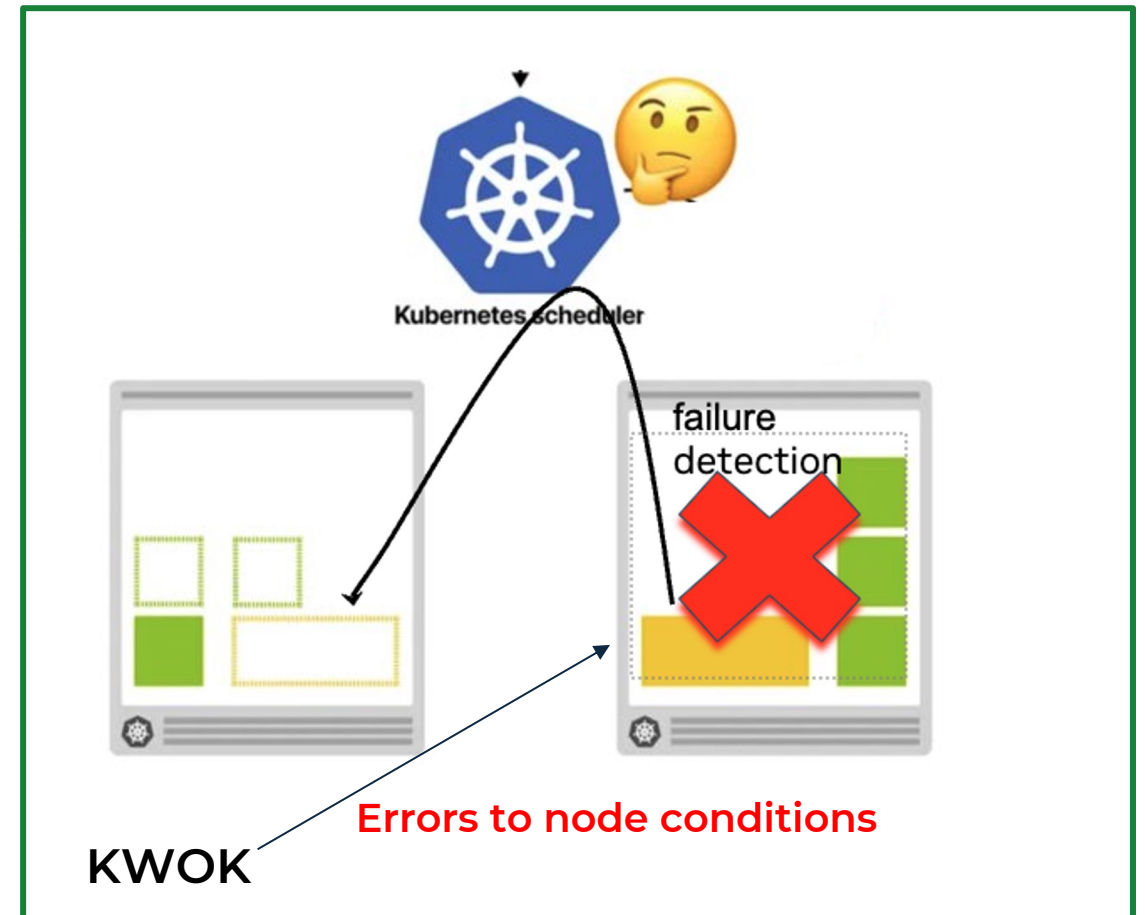 Kubernetes scheduler
failure
detection
Errors to node conditions
KWOK